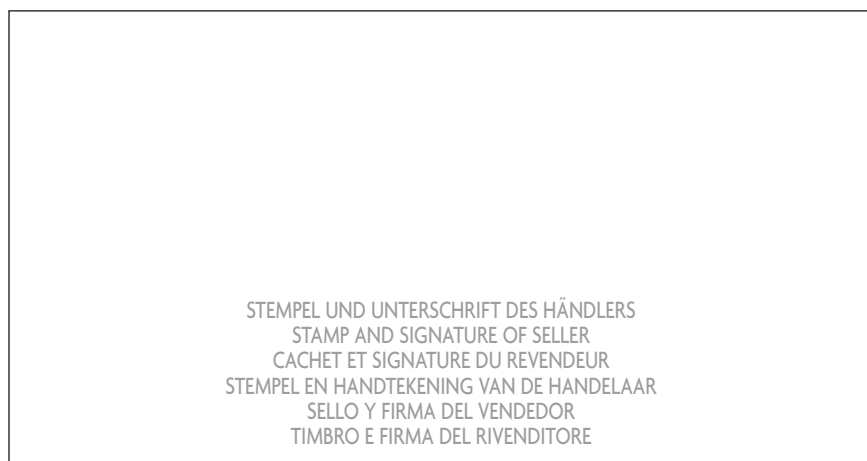 STEMPEL UND UNTERSCHRIFT DES HÄNDLERS
STAMP AND SIGNATURE OF SELLER
CACHET ET SIGNATURE DU REVENDEUR
STEMPEL EN HANDTEKENING VAN DE HANDELAAR
SELLO Y FIRMA DEL VENDEDOR
TIMBRO E FIRMA DEL RIVENDITORE